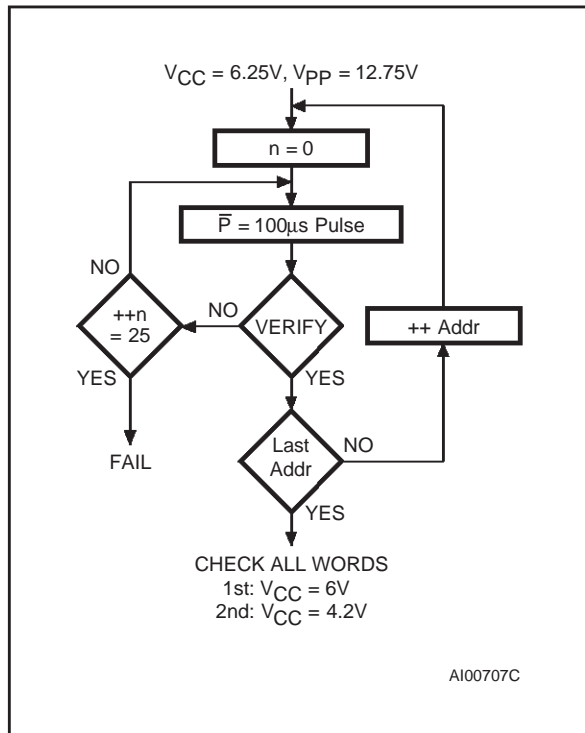 VCC = 6.25V, VPP = 12.75V
n = 0
P̅ = 100µs Pulse
NO
++n
= 25
NO
VERIFY
++ Addr
YES
YES
FAIL
Last
Addr
NO
YES
CHECK ALL WORDS
1st: VCC = 6V
2nd: VCC = 4.2V
AI00707C